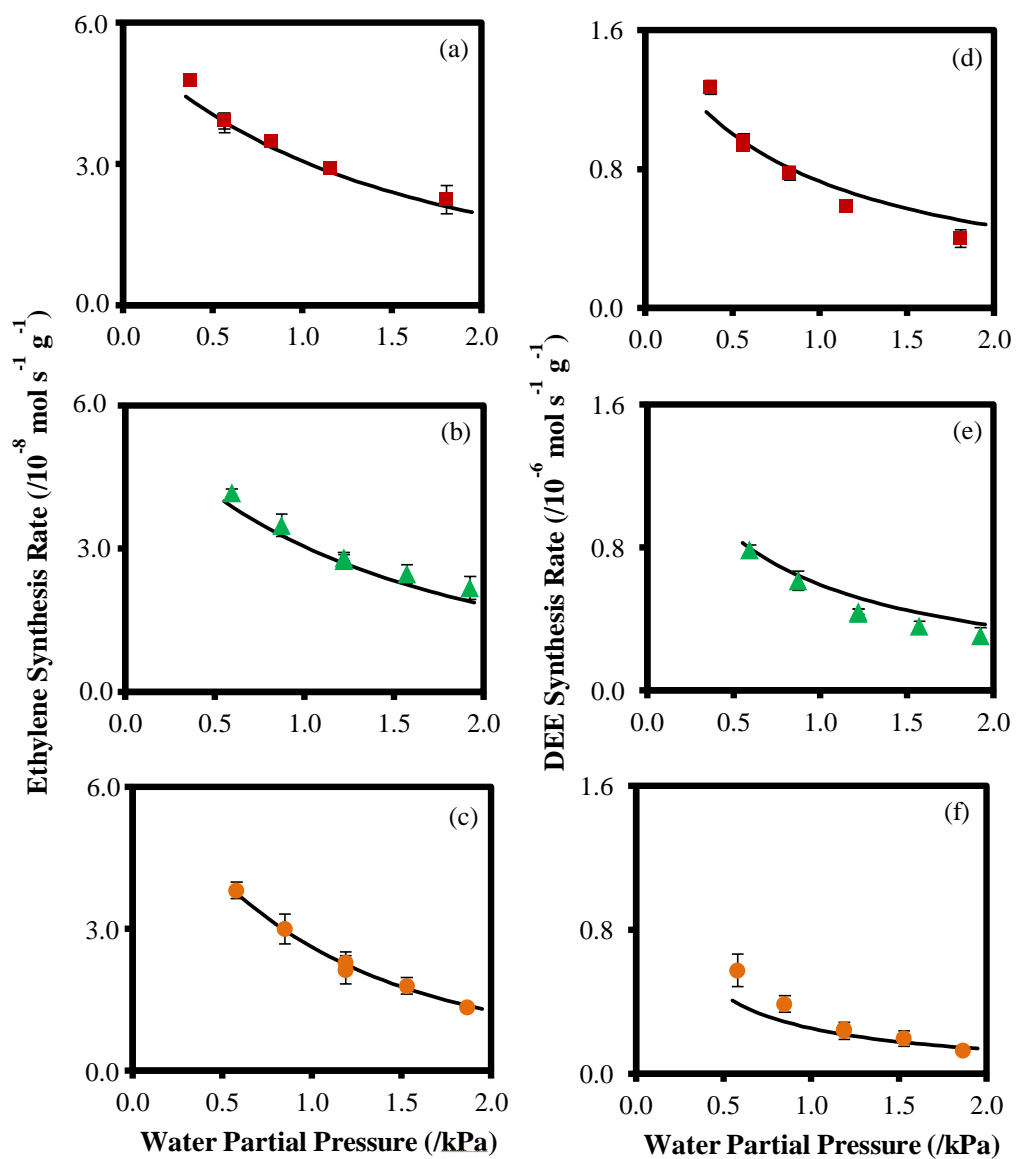 Ethylene Synthesis Rate (/10⁻⁸ mol s⁻¹ g⁻¹)
6.0
3.0
0.0
(a)
0.0 0.5 1.0 1.5 2.0
6.0
3.0
0.0
(b)
0.0 0.5 1.0 1.5 2.0
6.0
3.0
0.0
(c)
0.0 0.5 1.0 1.5 2.0
Water Partial Pressure (/kPa)
DEE Synthesis Rate (/10⁻⁶ mol s⁻¹ g⁻¹)
1.6
0.8
0.0
(d)
0.0 0.5 1.0 1.5 2.0
1.6
0.8
0.0
(e)
0.0 0.5 1.0 1.5 2.0
1.6
0.8
0.0
(f)
0.0 0.5 1.0 1.5 2.0
Water Partial Pressure (/kPa)